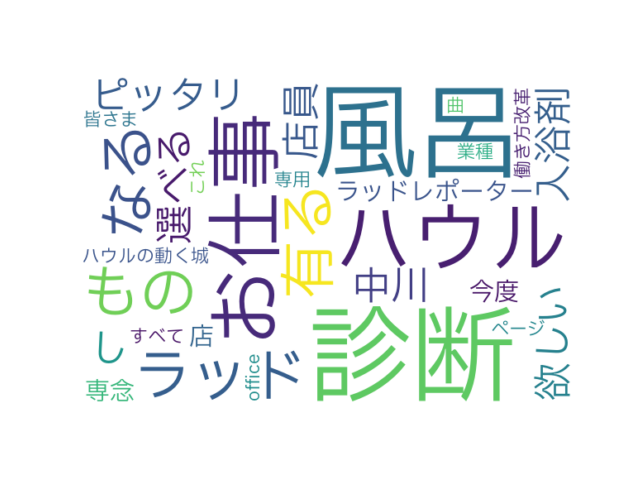 ピッタリ
皆さま
なる
選べる
これ
お仕事
店員
風呂
曲
業種
働き方改革
入浴剤
専用
有る
ラッドレポーター
ハウル
ハウルの動く城
もの
中川
今度
し
すべて
店
ラッド
office
診断
ページ
欲しい
専念